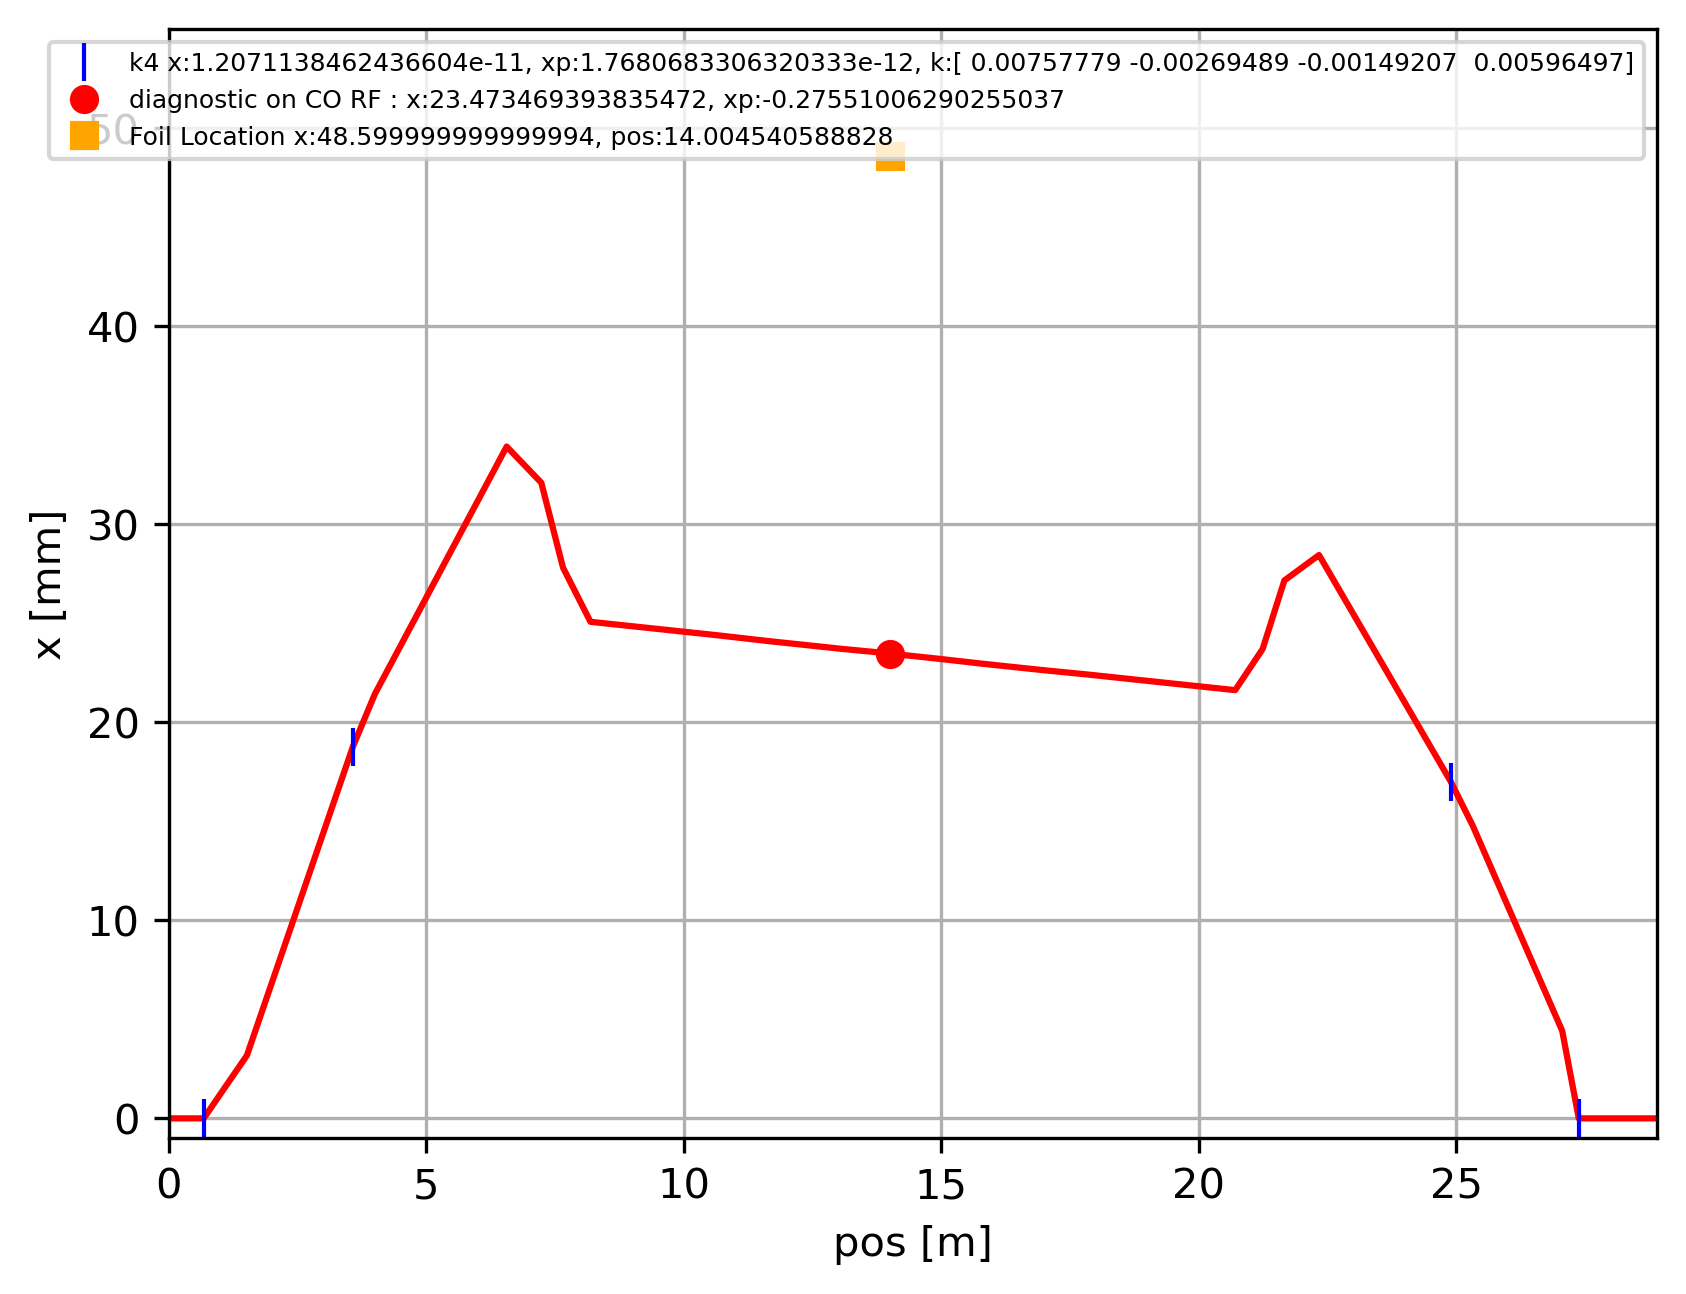 k4 x:1.2071138462436604e-11, xp:1.7680683306320333e-12, k:[ 0.00757779 -0.00269489 -0.00149207  0.00596497]
diagnostic on CO RF : x:23.473469393835472, xp:-0.27551006290255037
Foil Location x:48.599999999999994, pos:14.004540588828
50
40
30
20
10
0
x [mm]
0 5 10 15 20 25
pos [m]